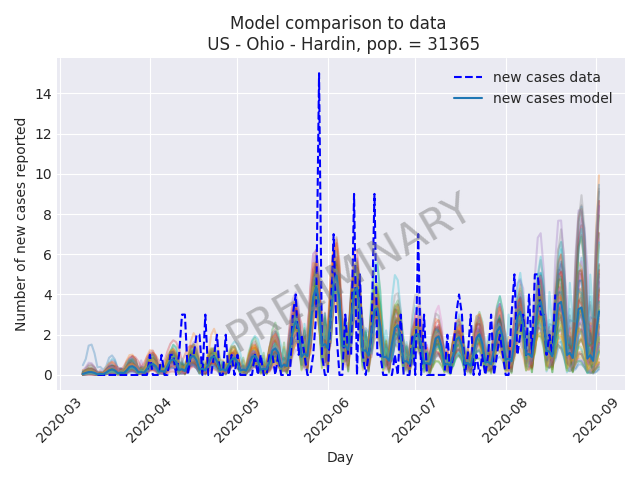 Model comparison to data
US - Ohio - Hardin, pop. = 31365
new cases data
new cases model
PRELIMINARY
Number of new cases reported
14
12
10
8
6
4
2
0
2020-03
2020-04
2020-05
2020-06
2020-07
2020-08
2020-09
Day